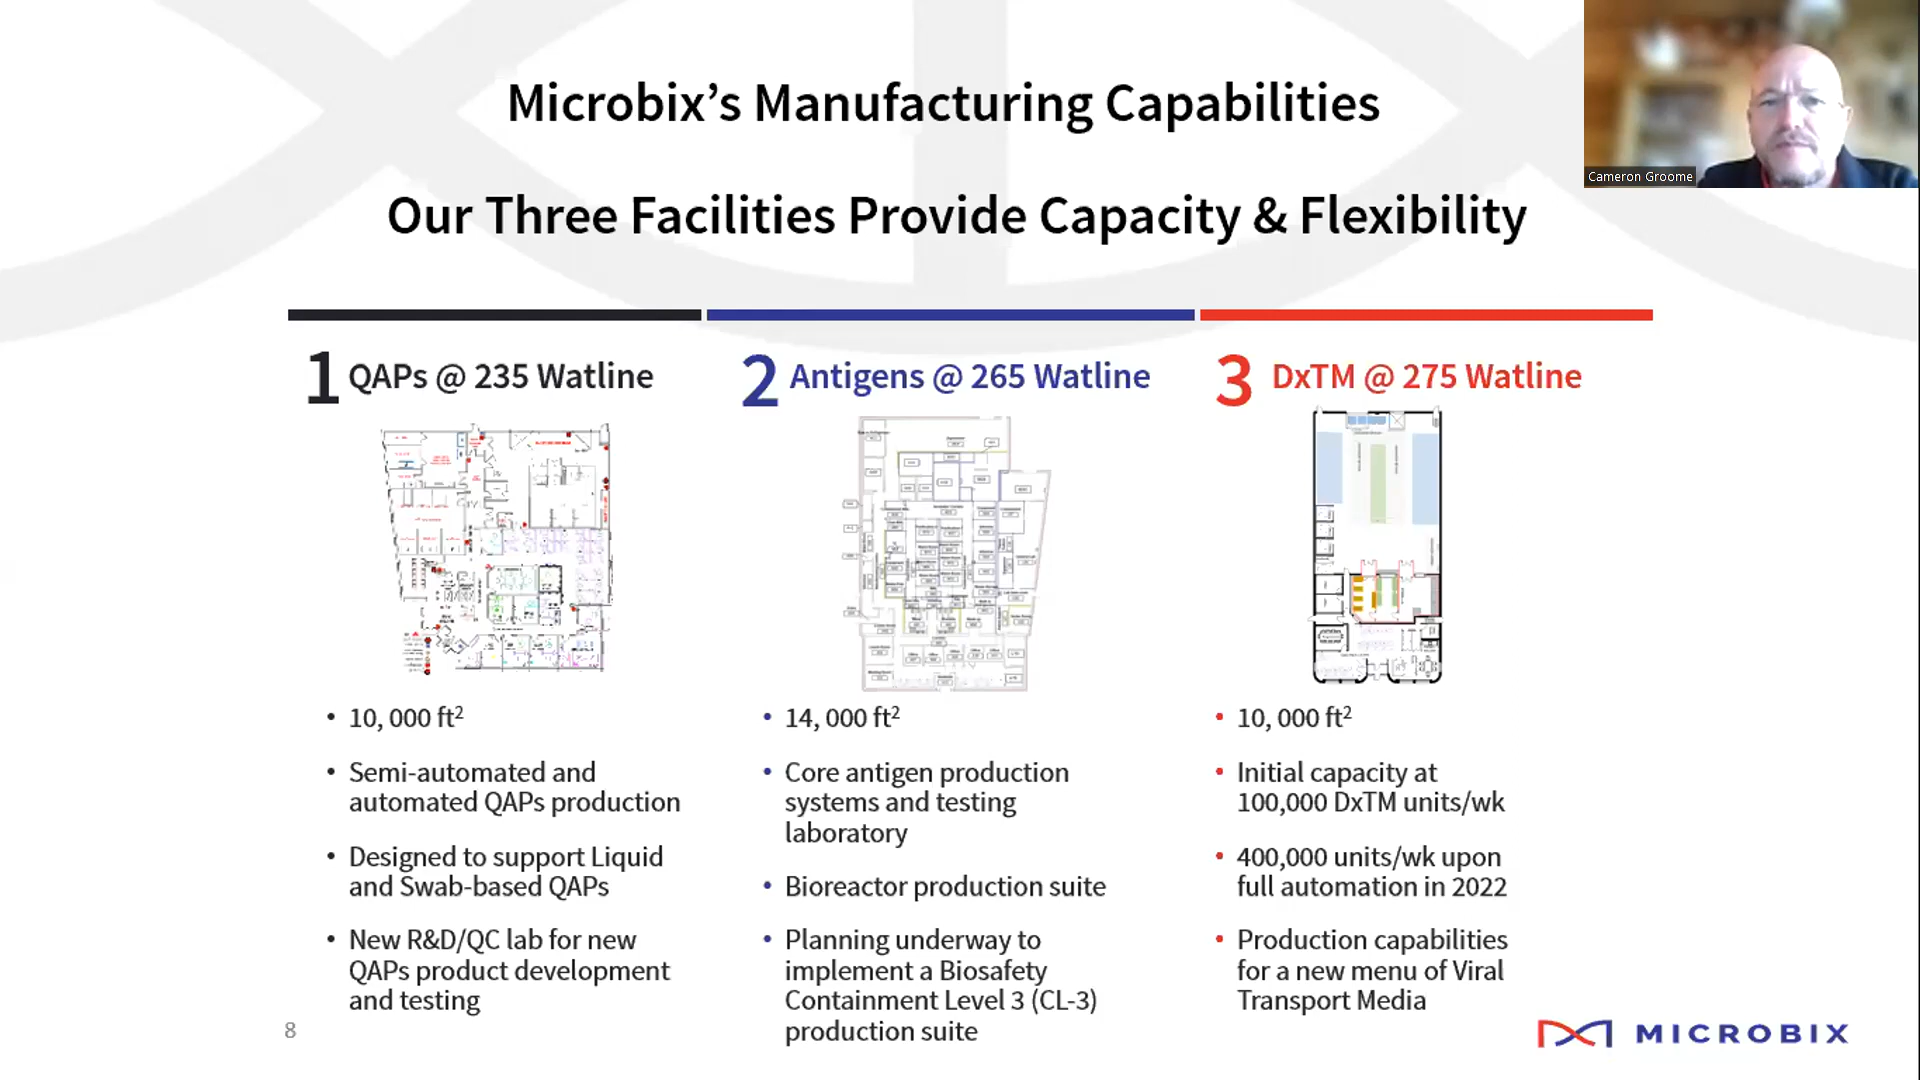 Microbix’s Manufacturing Capabilities
Our Three Facilities Provide Capacity & Flexibility
Cameron Groome
1 QAPs @ 235 Watline
• 10, 000 ft²
• Semi-automated and
automated QAPs production
• Designed to support Liquid
and Swab-based QAPs
• New R&D/QC lab for new
QAPs product development
and testing
2 Antigens @ 265 Watline
• 14, 000 ft²
• Core antigen production
systems and testing
laboratory
• Bioreactor production suite
• Planning underway to
implement a Biosafety
Containment Level 3 (CL-3)
production suite
3 DxTM @ 275 Watline
• 10, 000 ft²
• Initial capacity at
100,000 DxTM units/wk
• 400,000 units/wk upon
full automation in 2022
• Production capabilities
for a new menu of Viral
Transport Media
8
MICROBIX